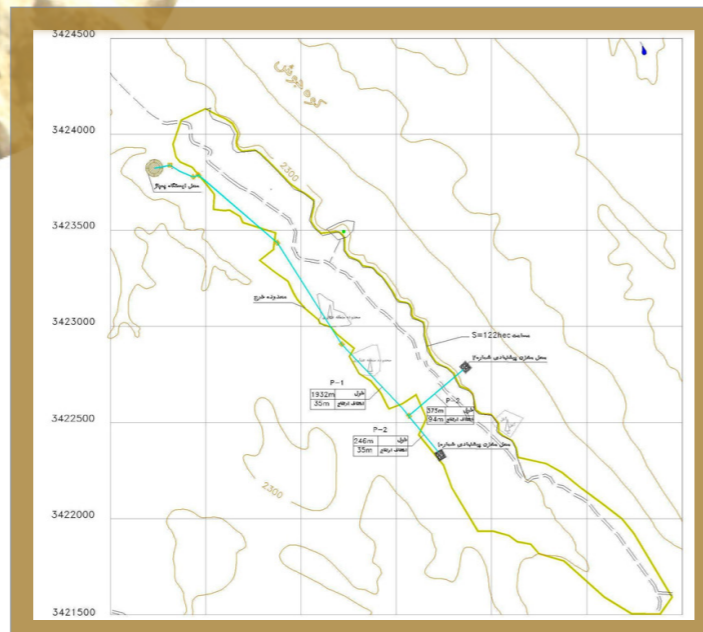 3424500
کوه جوش
3424000
2300
محل ایستگاه پمپاژ
3423500
محدوده طرح
3423000
مساحت S=122hec
محل مخزن پیشنهادی شماره۲
P-1
طول 1932m
اختلاف ارتفاع 35m
طول 375m
اختلاف ارتفاع 94m
3422500
P-2
طول 246m
اختلاف ارتفاع 35m
محل مخزن پیشنهادی شماره۱
2300
3422000
3421500